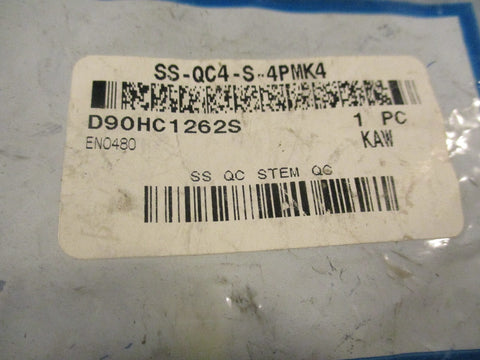 SS-QC4-S-4PMK4
D90HC1262S 1 PC
EN0480 KAW
SS QC STEM QC